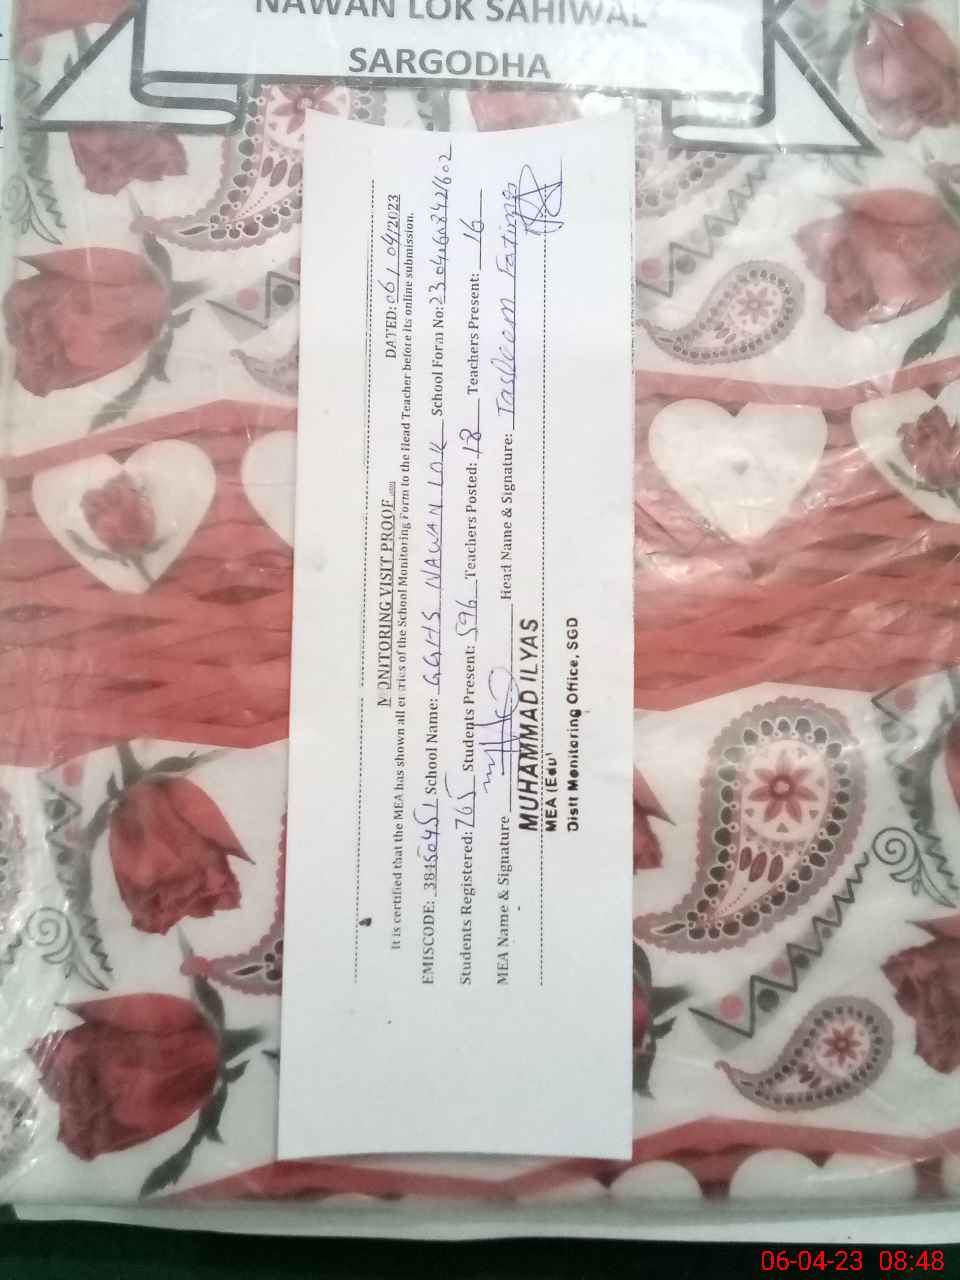 NAWAN LOK SAHIWAL
SARGODHA
MONITORING VISIT PROOF
DATED: 06/04/2023
It is certified that the MEA has shown all entries of the School Monitoring Form to the Head Teacher before its online submission.
EMISCODE: 38450451 School Name: GGHS NAWAN LOK School Form No: 2304060842602
Students Registered: 765 Students Present: 596 Teachers Posted: 18 Teachers Present: 16
MEA Name & Signature Head Name & Signature: Tasleem Fatima
MUHAMMAD ILYAS
MEA (Edu)
Distt Monitoring Office, SGD
06-04-23 08:48